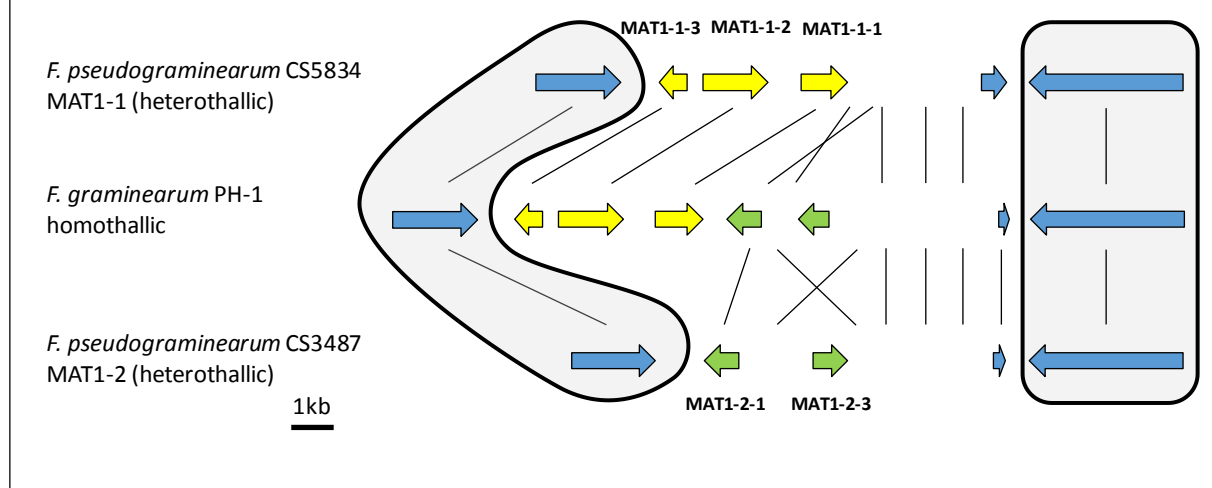 MAT1-1-3 MAT1-1-2 MAT1-1-1
F. pseudograminearum CS5834
MAT1-1 (heterothallic)
F. graminearum PH-1
homothallic
F. pseudograminearum CS3487
MAT1-2 (heterothallic)
MAT1-2-1 MAT1-2-3
1kb